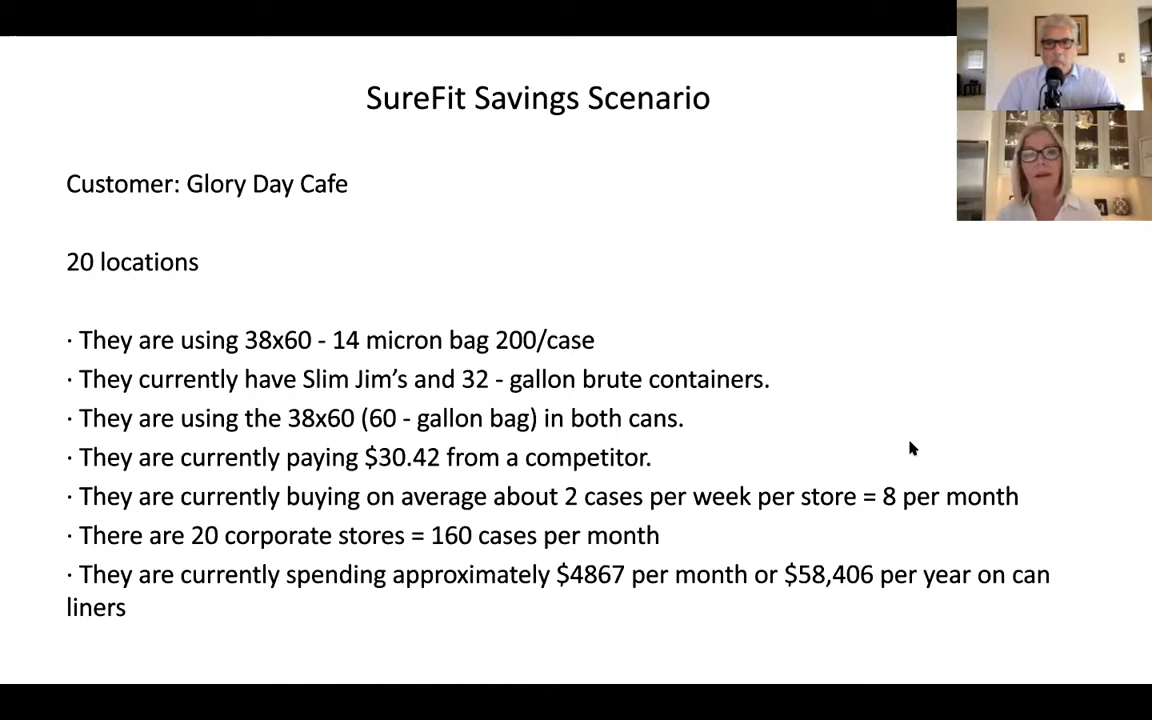 SureFit Savings Scenario
Customer: Glory Day Cafe
20 locations
· They are using 38x60 - 14 micron bag 200/case
· They currently have Slim Jim’s and 32 - gallon brute containers.
· They are using the 38x60 (60 - gallon bag) in both cans.
· They are currently paying $30.42 from a competitor.
· They are currently buying on average about 2 cases per week per store = 8 per month
· There are 20 corporate stores = 160 cases per month
· They are currently spending approximately $4867 per month or $58,406 per year on can
liners